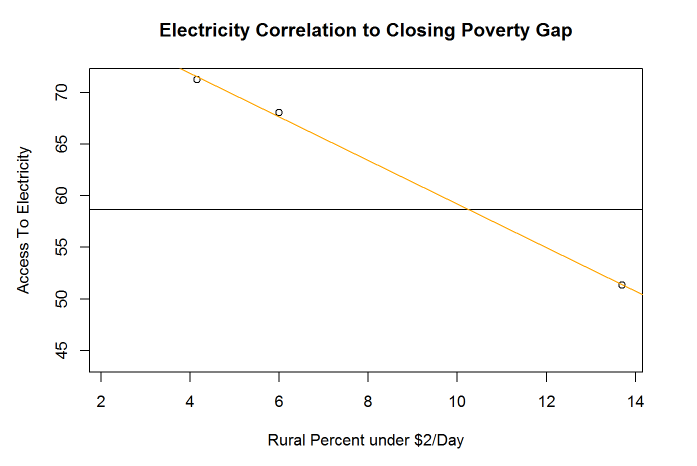 Electricity Correlation to Closing Poverty Gap
Access To Electricity
70
65
60
55
50
45
2 4 6 8 10 12 14
Rural Percent under $2/Day